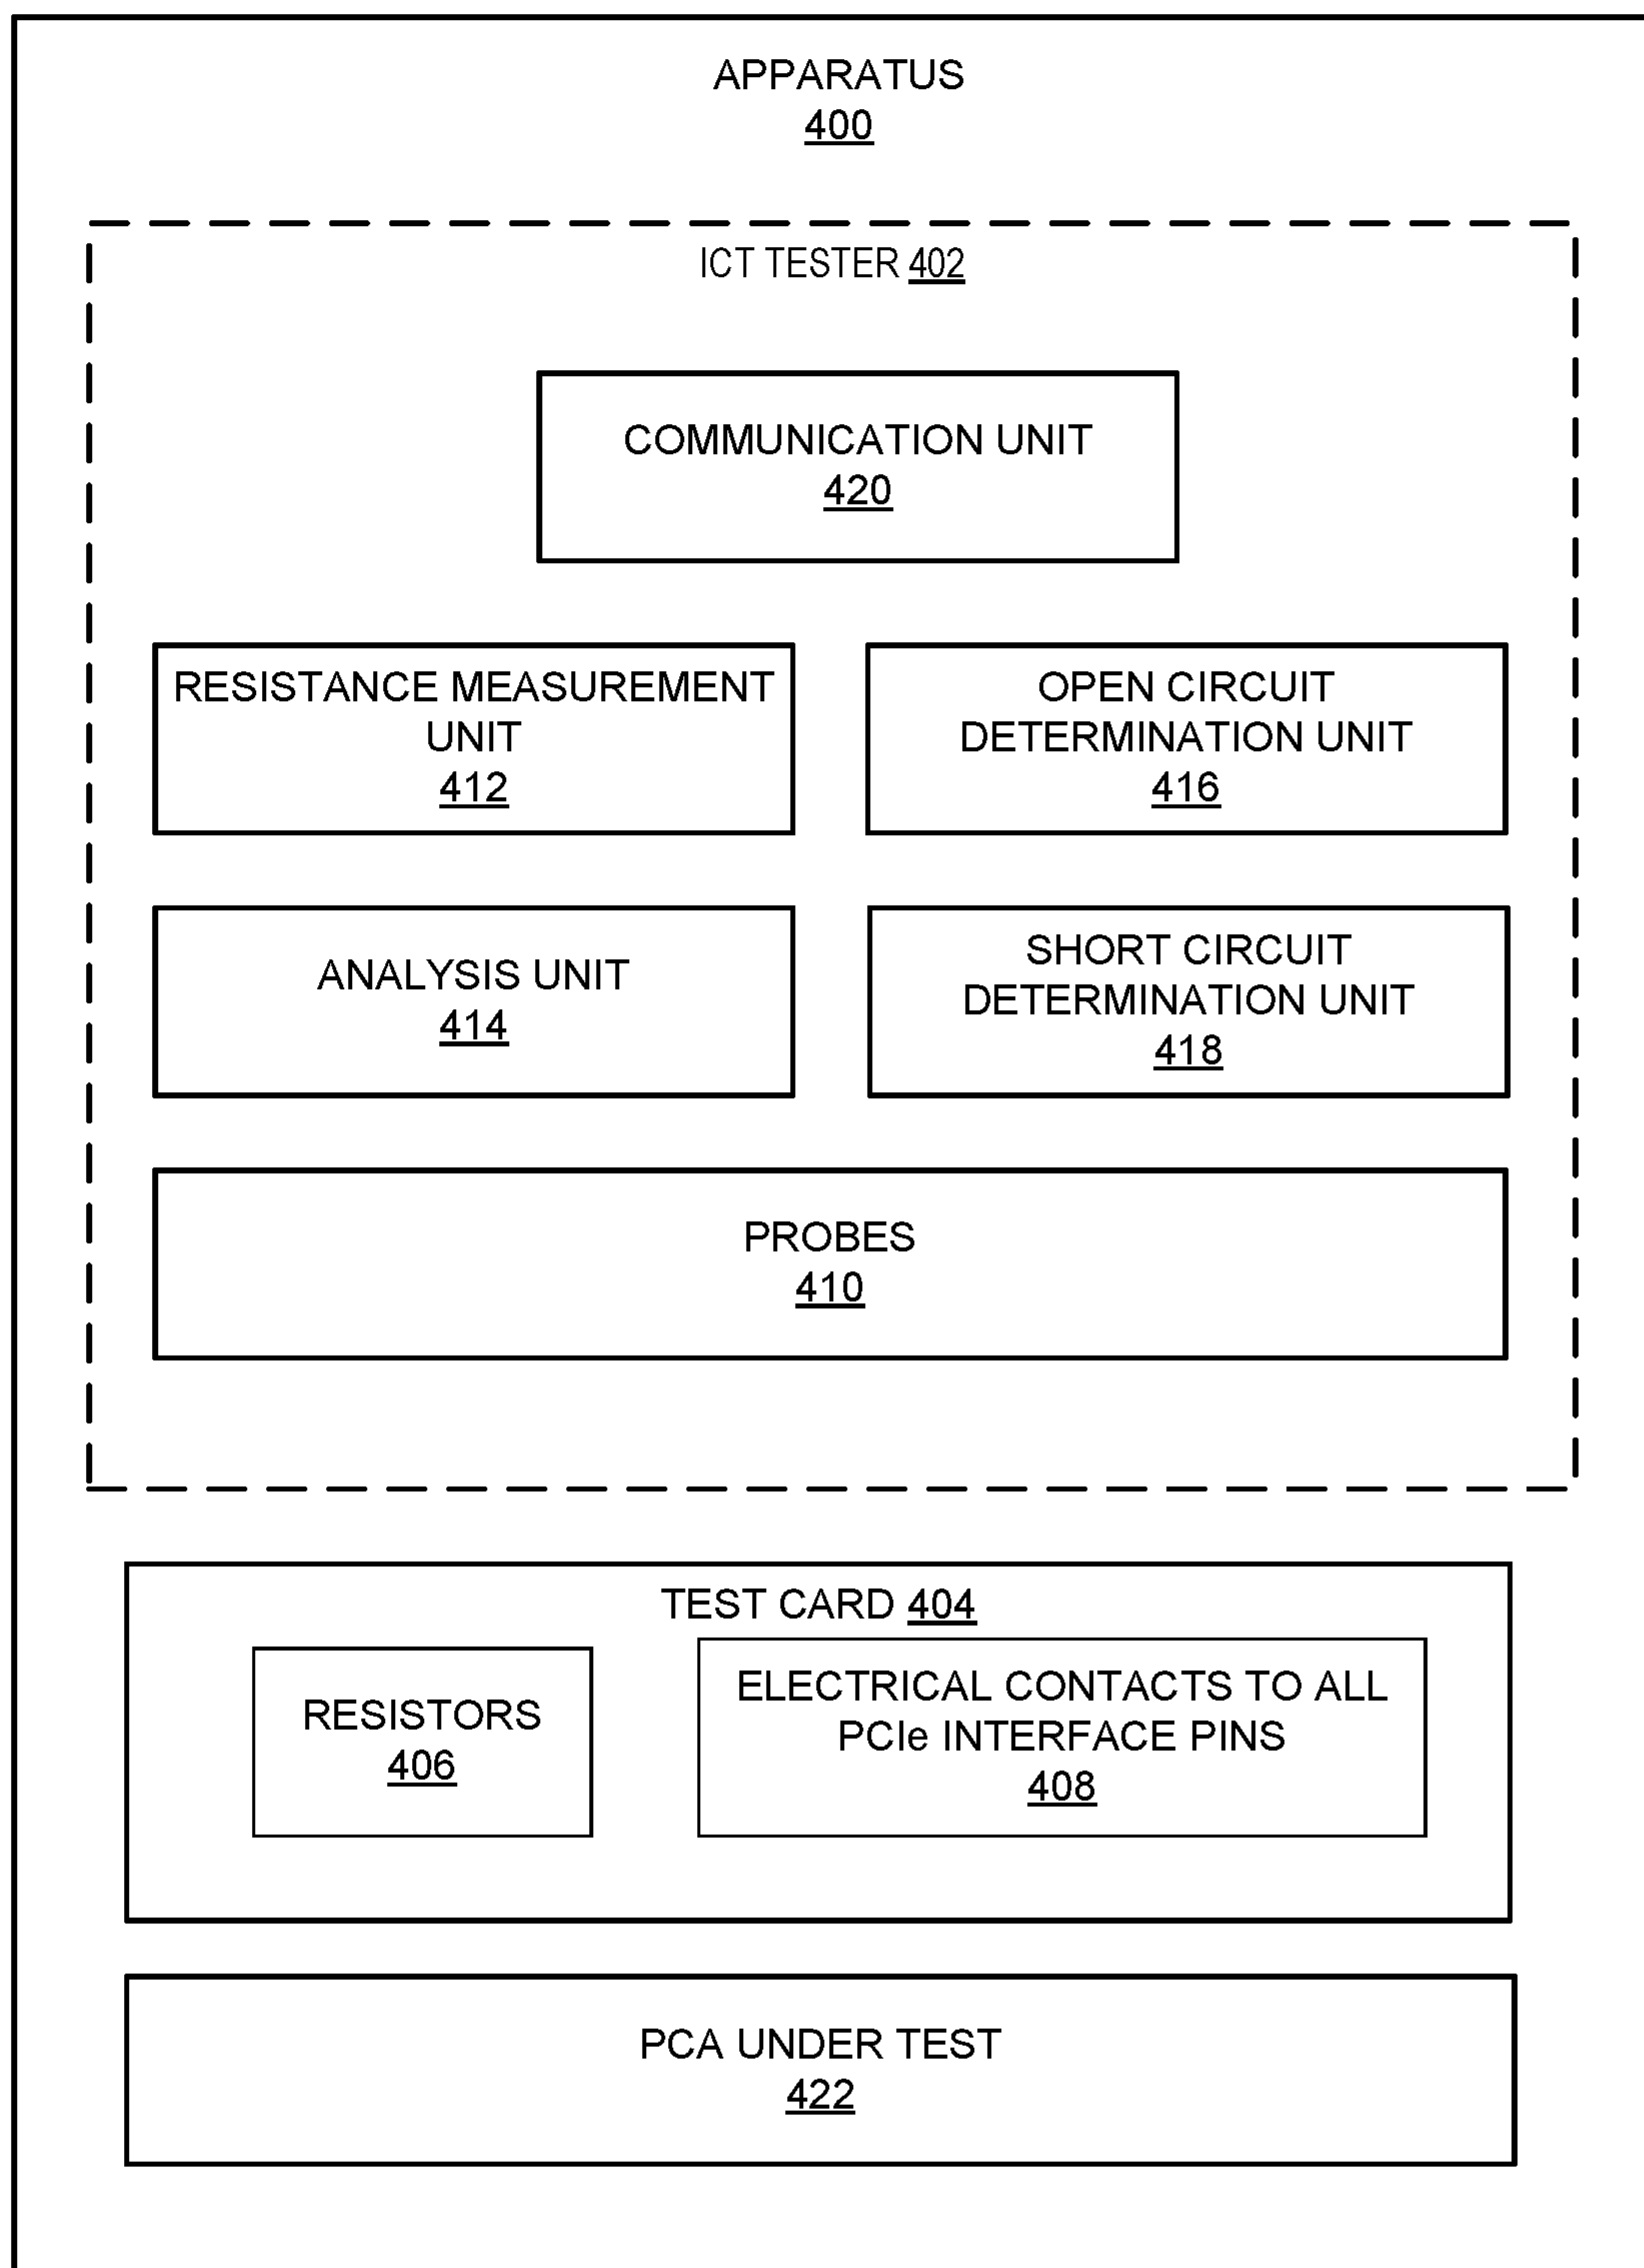 APPARATUS
400
ICT TESTER 402
COMMUNICATION UNIT
420
RESISTANCE MEASUREMENT
UNIT
412
OPEN CIRCUIT
DETERMINATION UNIT
416
ANALYSIS UNIT
414
SHORT CIRCUIT
DETERMINATION UNIT
418
PROBES
410
TEST CARD 404
RESISTORS
406
ELECTRICAL CONTACTS TO ALL
PCIe INTERFACE PINS
408
PCA UNDER TEST
422